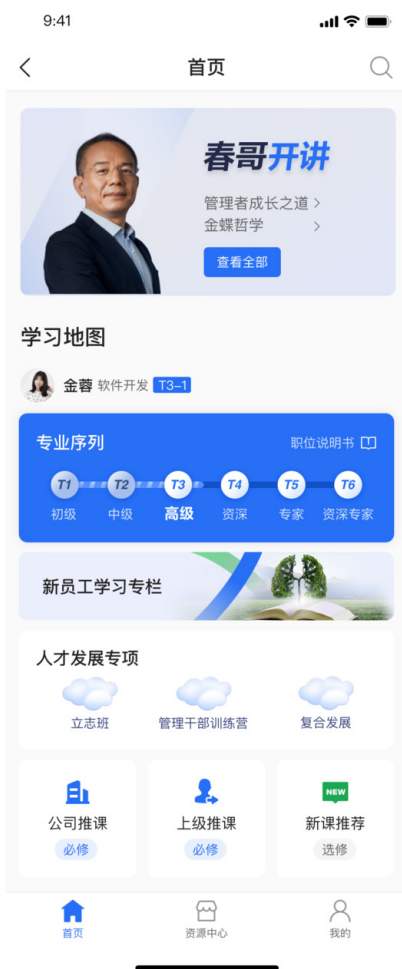 9:41
首页
春哥开讲
管理者成长之道
金蝶哲学
查看全部
学习地图
金蓉 软件开发 T3-1
专业序列 职位说明书
T1 T2 T3 T4 T5 T6
初级 中级 高级 资深 专家 资深专家
新员工学习专栏
人才发展专项
立志班 管理干部训练营 复合发展
NEW
公司推课 上级推课 新课推荐
必修 必修 选修
首页 资源中心 我的